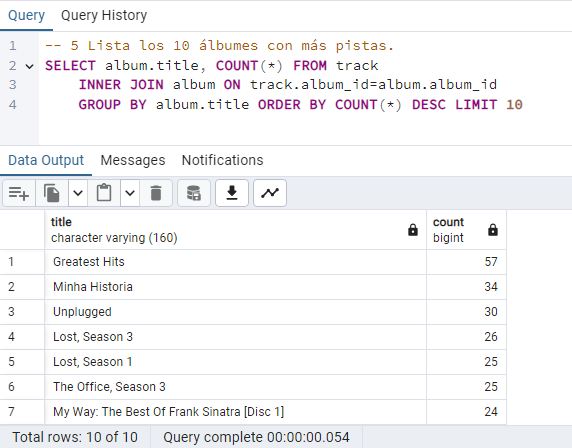 Query Query History
1 -- 5 Lista los 10 álbumes con más pistas.
2 SELECT album.title, COUNT(*) FROM track
3 INNER JOIN album ON track.album_id=album.album_id
4 GROUP BY album.title ORDER BY COUNT(*) DESC LIMIT 10
Data Output Messages Notifications
title count
character varying (160) bigint
1 Greatest Hits 57
2 Minha Historia 34
3 Unplugged 30
4 Lost, Season 3 26
5 Lost, Season 1 25
6 The Office, Season 3 25
7 My Way: The Best Of Frank Sinatra [Disc 1] 24
Total rows: 10 of 10 Query complete 00:00:00.054